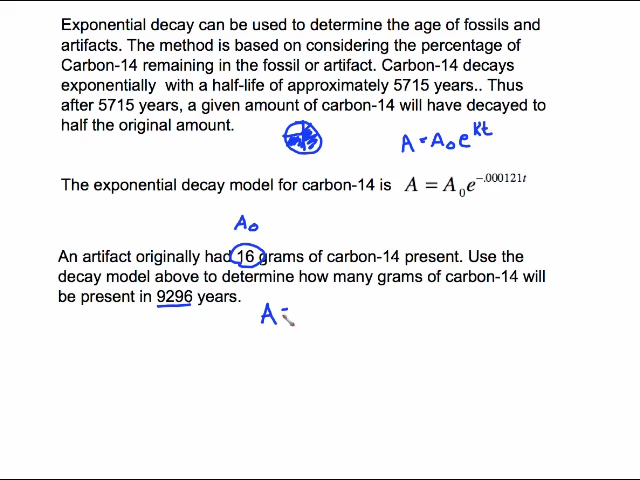 Exponential decay can be used to determine the age of fossils and
artifacts. The method is based on considering the percentage of
Carbon-14 remaining in the fossil or artifact. Carbon-14 decays
exponentially with a half-life of approximately 5715 years.. Thus
after 5715 years, a given amount of carbon-14 will have decayed to
half the original amount.
A = A₀e^kt
The exponential decay model for carbon-14 is A = A₀e^-.000121t
A₀
An artifact originally had 16 grams of carbon-14 present. Use the
decay model above to determine how many grams of carbon-14 will
be present in 9296 years.
A =